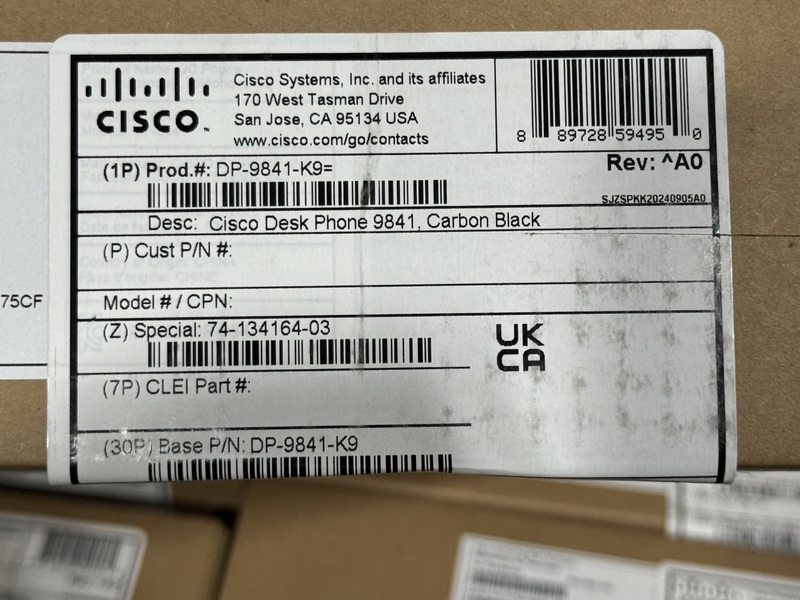 CISCO™
Cisco Systems, Inc. and its affiliates
170 West Tasman Drive
San Jose, CA 95134 USA
www.cisco.com/go/contacts
8 89728 59495 0
(1P) Prod.#: DP-9841-K9=
Rev: ^A0
SJZSPKK20240905A0
Desc: Cisco Desk Phone 9841, Carbon Black
(P) Cust P/N #:
75CF
Model # / CPN:
(Z) Special: 74-134164-03
UK
CA
(7P) CLEI Part #:
(30P) Base P/N: DP-9841-K9